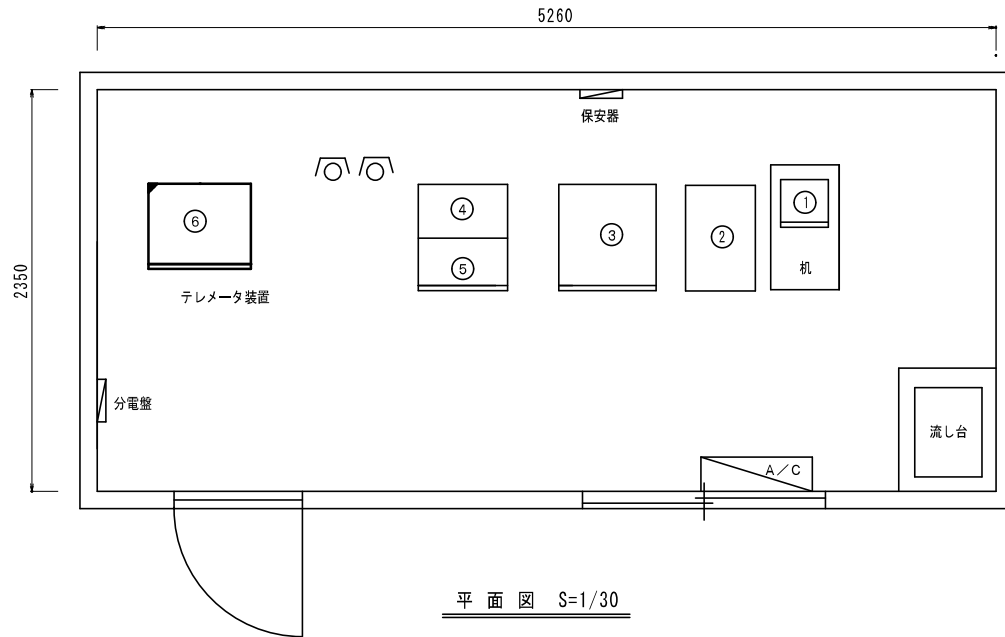 5260
保安器
2350
①
④
⑥
③
②
⑤
机
テレメータ装置
分電盤
流し台
A/C
平面図 S=1/30